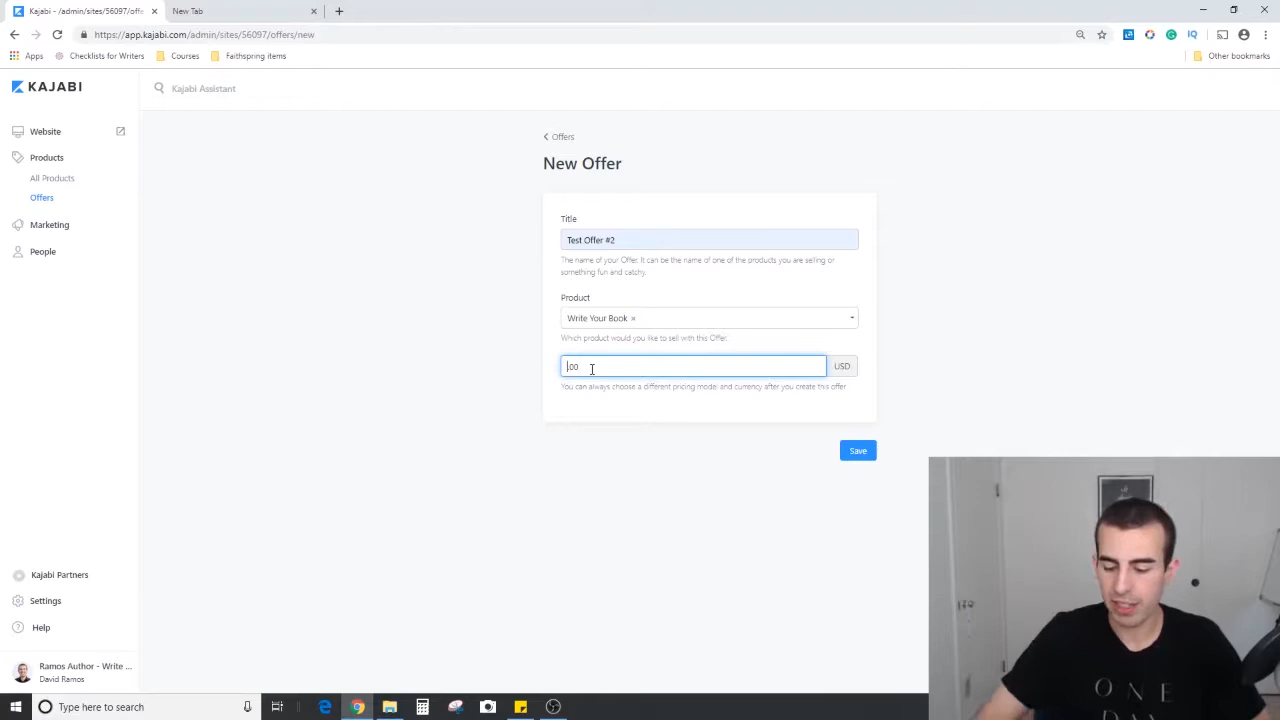 Kajabi - /admin/sites/56097/offe
New Tab
https://app.kajabi.com/admin/sites/56097/offers/new
Apps
Checklists for Writers
Courses
Faithspring items
Other bookmarks
KAJABI
Kajabi Assistant
Website
Products
All Products
Offers
Marketing
People
Offers
New Offer
Title
Test Offer #2
The name of your Offer. It can be the name of one of the products you are selling or
something fun and catchy.
Product
Write Your Book ×
Which product would you like to sell with this Offer.
.00
USD
You can always choose a different pricing model and currency after you create this offer
Save
Kajabi Partners
Settings
Help
Ramos Author - Write ...
David Ramos
Type here to search
ONE